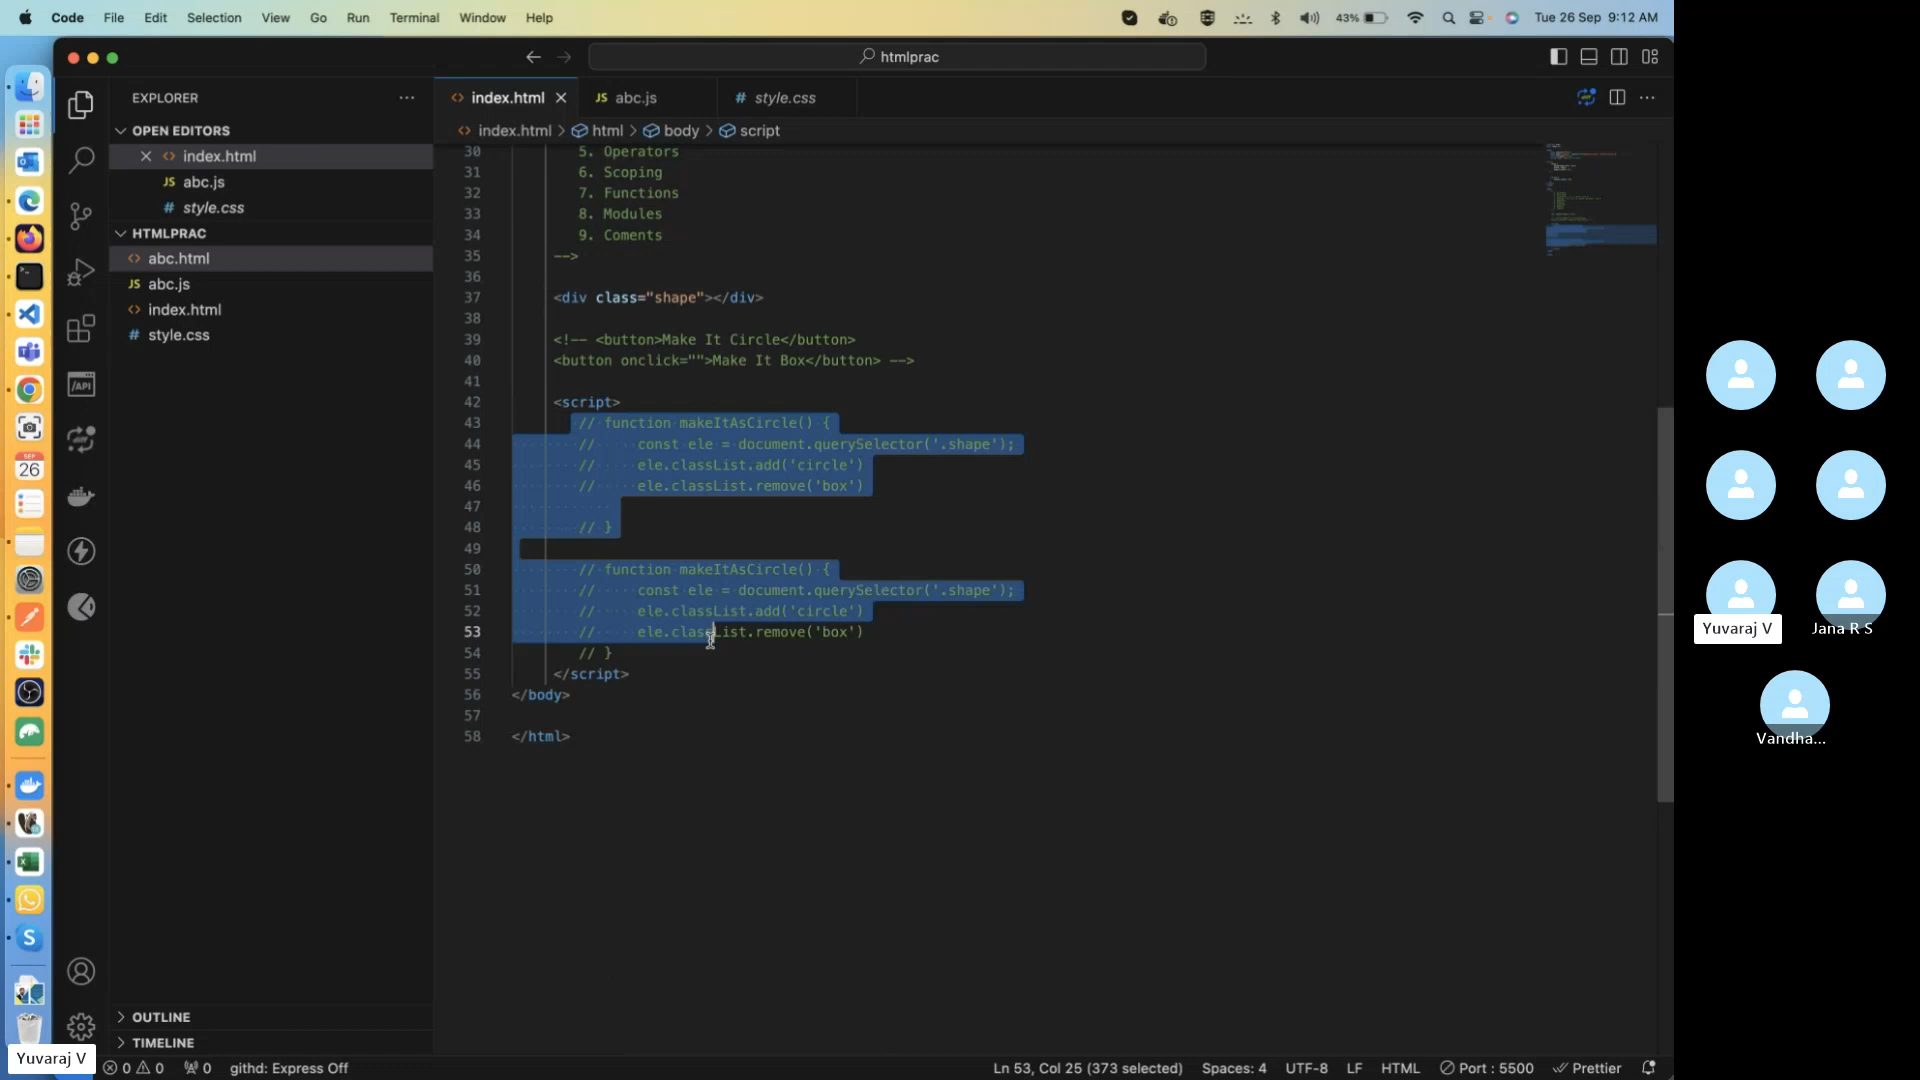 Code File Edit Selection View Go Run Terminal Window Help 43% Tue 26 Sep 9:12 AM
htmlprac
EXPLORER
index.html abc.js style.css
OPEN EDITORS
index.html > html > body > script
index.html
abc.js
style.css
HTMLPRAC
abc.html
abc.js
index.html
style.css
30 5. Operators
31 6. Scoping
32 7. Functions
33 8. Modules
34 9. Coments
35 -->
36
37 <div class="shape"></div>
38
39 <!-- <button>Make It Circle</button>
40 <button onclick="">Make It Box</button> -->
41
42 <script>
43 // function makeItAsCircle() {
44 // const ele = document.querySelector('.shape');
45 // ele.classList.add('circle')
46 // ele.classList.remove('box')
47
48 // }
49
50 // function makeItAsCircle() {
51 // const ele = document.querySelector('.shape');
52 // ele.classList.add('circle')
53 // ele.classList.remove('box')
54 // }
55 </script>
56 </body>
57
58 </html>
/API
SEP
26
S
OUTLINE
TIMELINE
Yuvaraj V
0 0 0 githd: Express Off Ln 53, Col 25 (373 selected) Spaces: 4 UTF-8 LF HTML Port : 5500 Prettier
Yuvaraj V
Jana R S
Vandha...